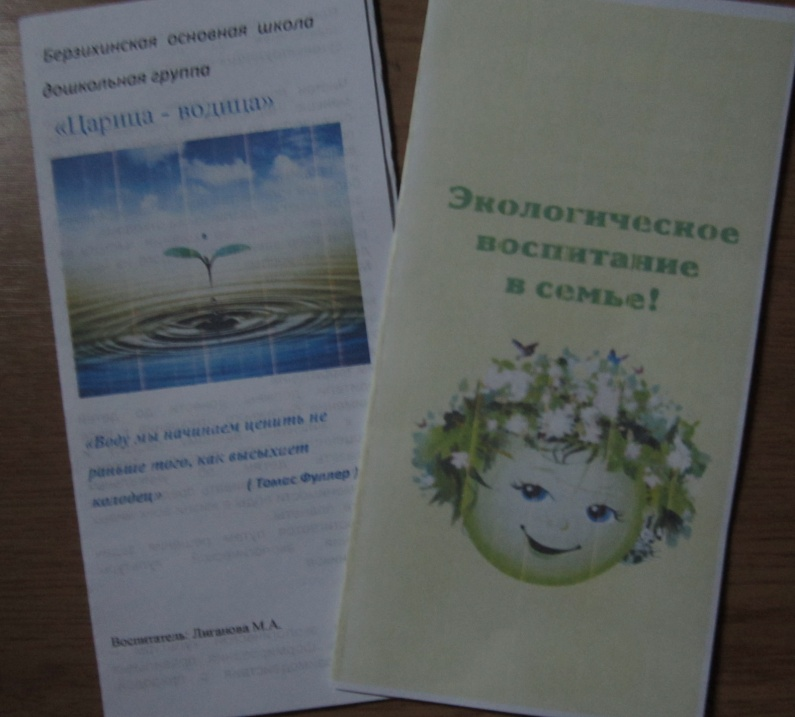 Берзихинская основная школа
дошкольная группа
«Царица - водица»
«Воду мы начинаем ценить не
раньше того, как высыхает
колодец»
( Томас Фуллер )
Воспитатель: Лиганова М.А.
Экологическое
воспитание
в семье!